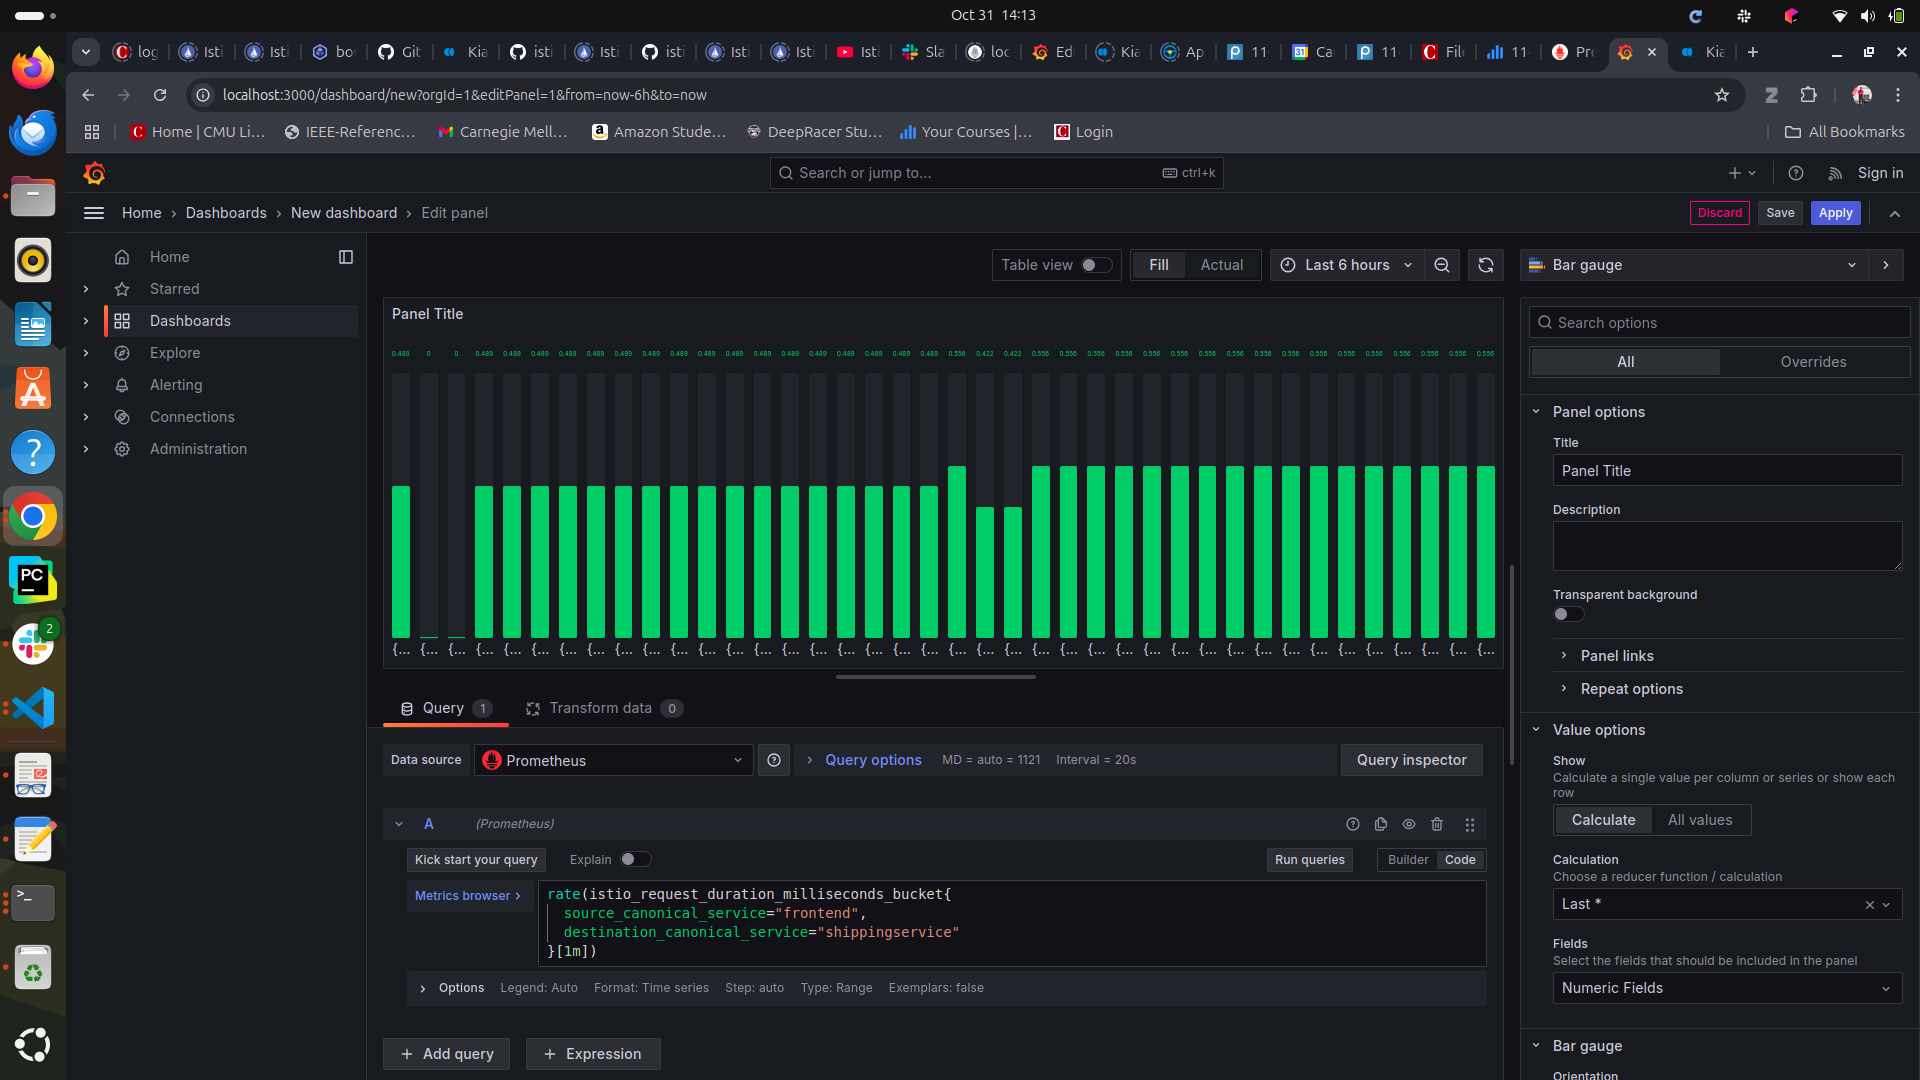 Oct 31 14:13
log
Isti
Isti
bo
Git
Kia
isti
Isti
isti
Isti
Isti
Isti
Sla
loc
Edi
Kia
Ap
11-
Ca
11-
File
11-
Pro
Kia
localhost:3000/dashboard/new?orgId=1&editPanel=1&from=now-6h&to=now
Home | CMU Li...
IEEE-Referenc...
Carnegie Mell...
Amazon Stude...
DeepRacer Stu...
Your Courses |...
Login
All Bookmarks
Search or jump to...
ctrl+k
Sign in
Home › Dashboards › New dashboard › Edit panel
Discard
Save
Apply
Home
Starred
Dashboards
Explore
Alerting
Connections
Administration
Table view
Fill
Actual
Last 6 hours
Bar gauge
Panel Title
0.489 0 0 0.489 0.489 0.489 0.489 0.489 0.489 0.489 0.489 0.489 0.489 0.489 0.489 0.489 0.489 0.489 0.489 0.489 0.556 0.422 0.422 0.556 0.556 0.556 0.556 0.556 0.556 0.556 0.556 0.556 0.556 0.556 0.556 0.556 0.556 0.556 0.556 0.556
{... {... {... {... {... {... {... {... {... {... {... {... {... {... {... {... {... {... {... {... {... {... {... {... {... {... {... {... {... {... {... {... {... {... {... {... {... {... {... {...
Query 1
Transform data 0
Data source
Prometheus
Query options
MD = auto = 1121
Interval = 20s
Query inspector
A
(Prometheus)
Kick start your query
Explain
Run queries
Builder
Code
Metrics browser
rate(istio_request_duration_milliseconds_bucket{
source_canonical_service="frontend",
destination_canonical_service="shippingservice"
}[1m])
Options
Legend: Auto
Format: Time series
Step: auto
Type: Range
Exemplars: false
+ Add query
+ Expression
Search options
All
Overrides
Panel options
Title
Panel Title
Description
Transparent background
Panel links
Repeat options
Value options
Show
Calculate a single value per column or series or show each
row
Calculate
All values
Calculation
Choose a reducer function / calculation
Last *
Fields
Select the fields that should be included in the panel
Numeric Fields
Bar gauge
Orientation
PC
2